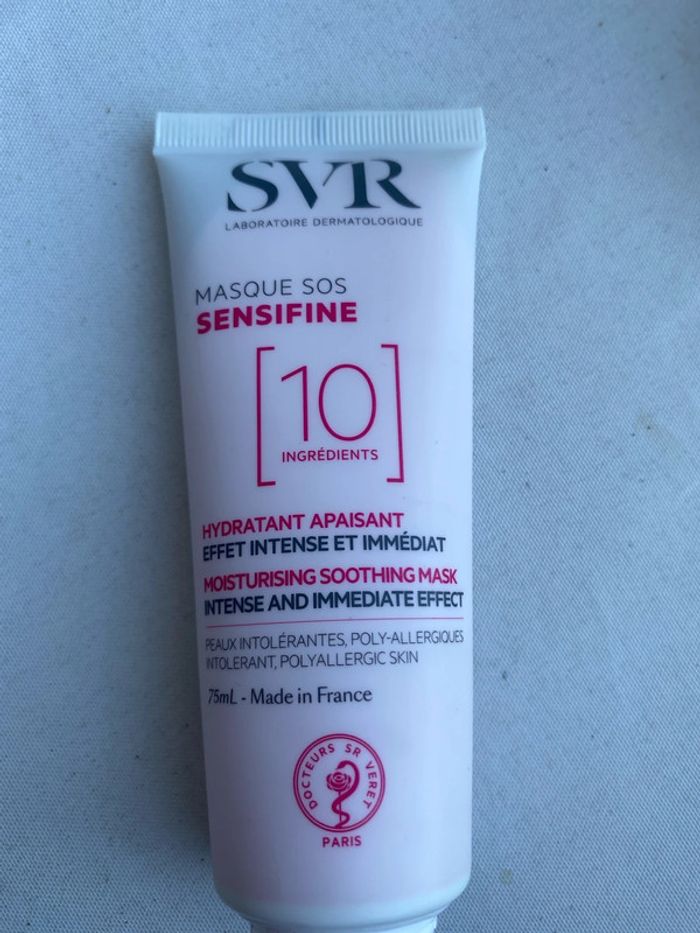 SVR
LABORATOIRE DERMATOLOGIQUE
MASQUE SOS
SENSIFINE
[10
INGRÉDIENTS]
HYDRATANT APAISANT
EFFET INTENSE ET IMMÉDIAT
MOISTURISING SOOTHING MASK
INTENSE AND IMMEDIATE EFFECT
PEAUX INTOLÉRANTES, POLY-ALLERGIQUES
INTOLERANT, POLYALLERGIC SKIN
75mL - Made in France
DOCTEURS SR VERET
PARIS